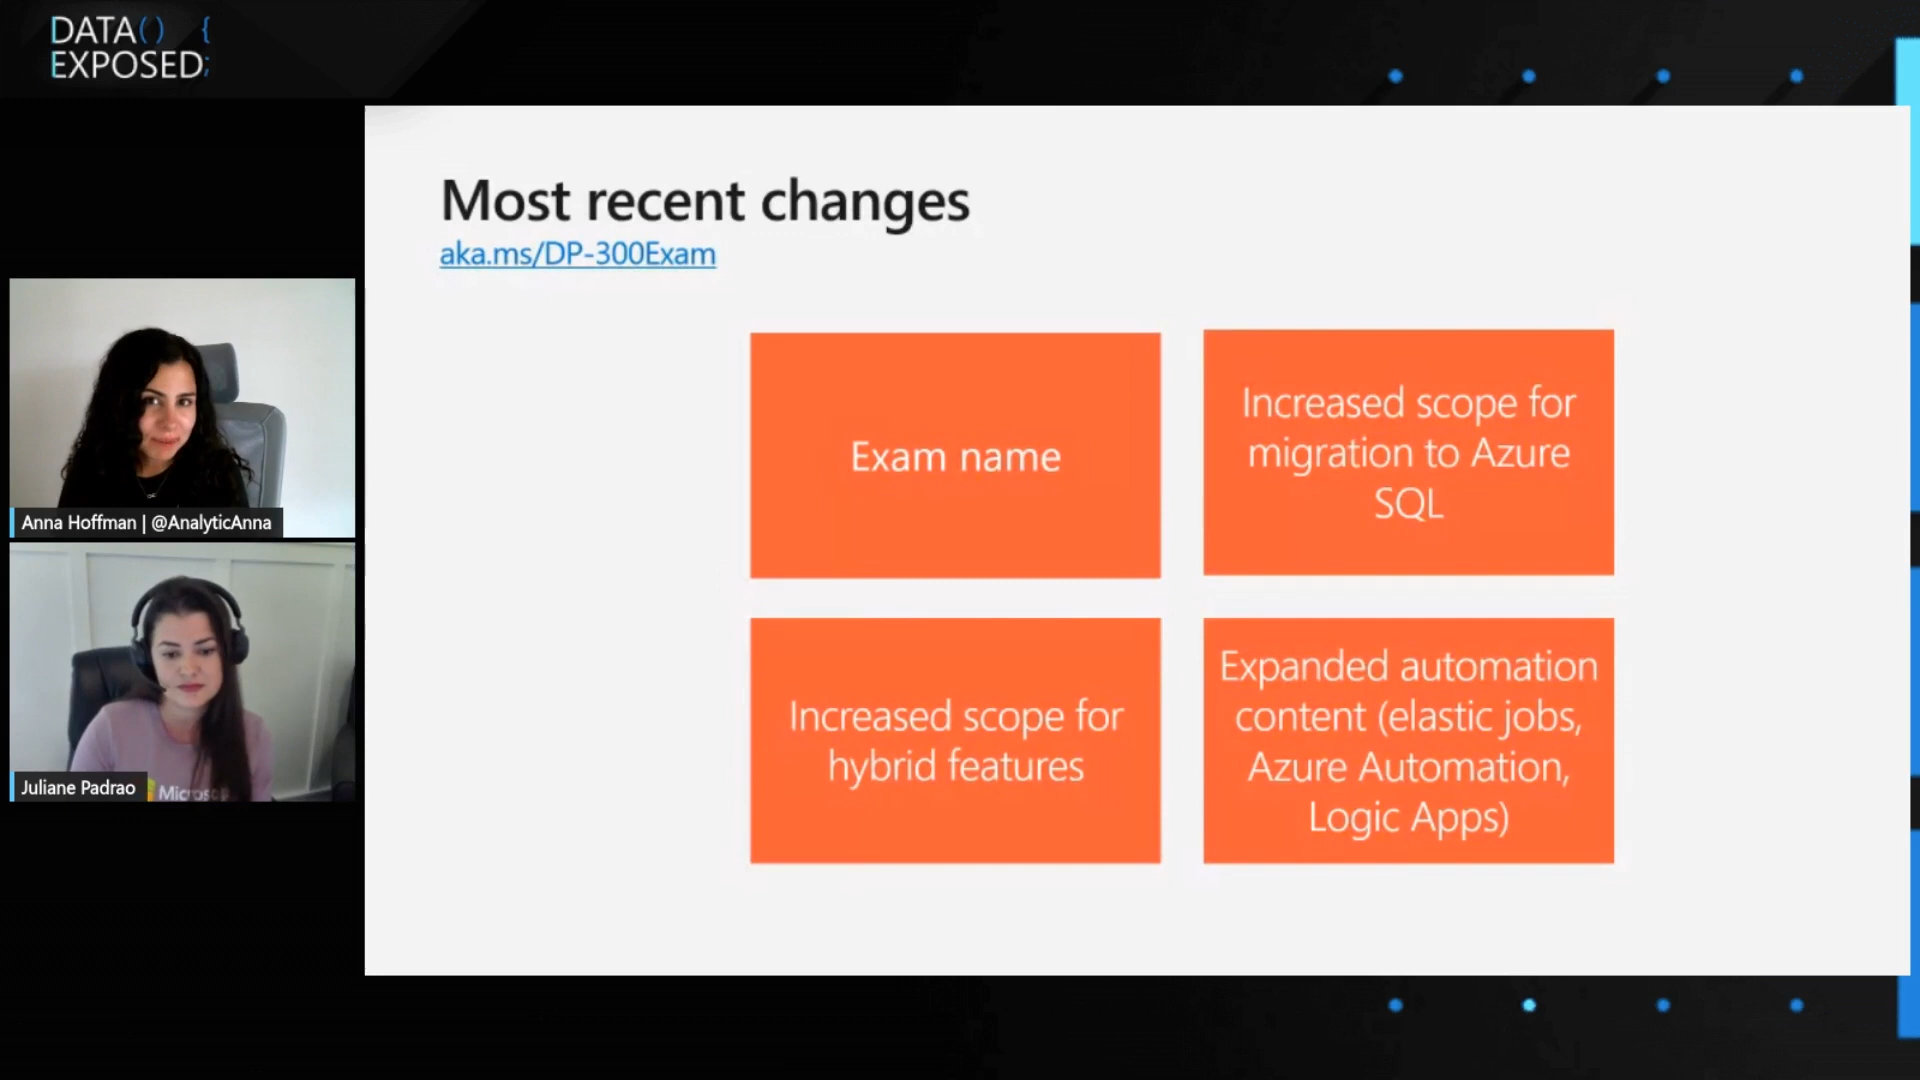 DATA() {
EXPOSED;
Most recent changes
aka.ms/DP-300Exam
Exam name
Increased scope for
migration to Azure
SQL
Increased scope for
hybrid features
Expanded automation
content (elastic jobs,
Azure Automation,
Logic Apps)
Anna Hoffman | @AnalyticAnna
Juliane Padrao